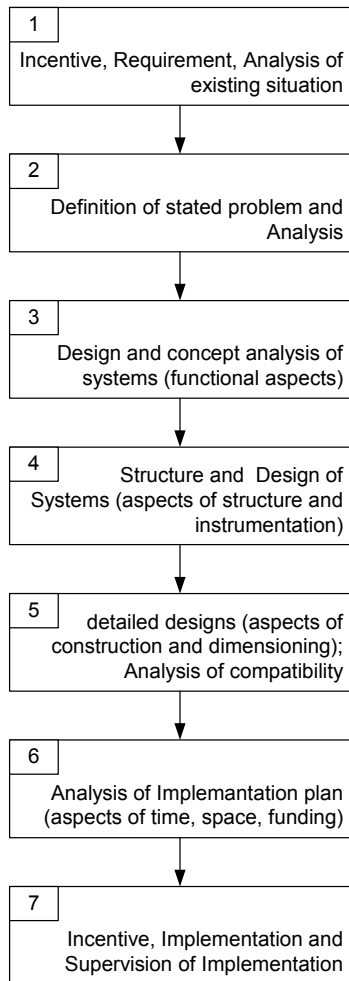 1
Incentive, Requirement, Analysis of
existing situation
2
Definition of stated problem and
Analysis
3
Design and concept analysis of
systems (functional aspects)
4
Structure and Design of
Systems (aspects of structure and
instrumentation)
5
detailed designs (aspects of
construction and dimensioning);
Analysis of compatibility
6
Analysis of Implemantation plan
(aspects of time, space, funding)
7
Incentive, Implementation and
Supervision of Implementation